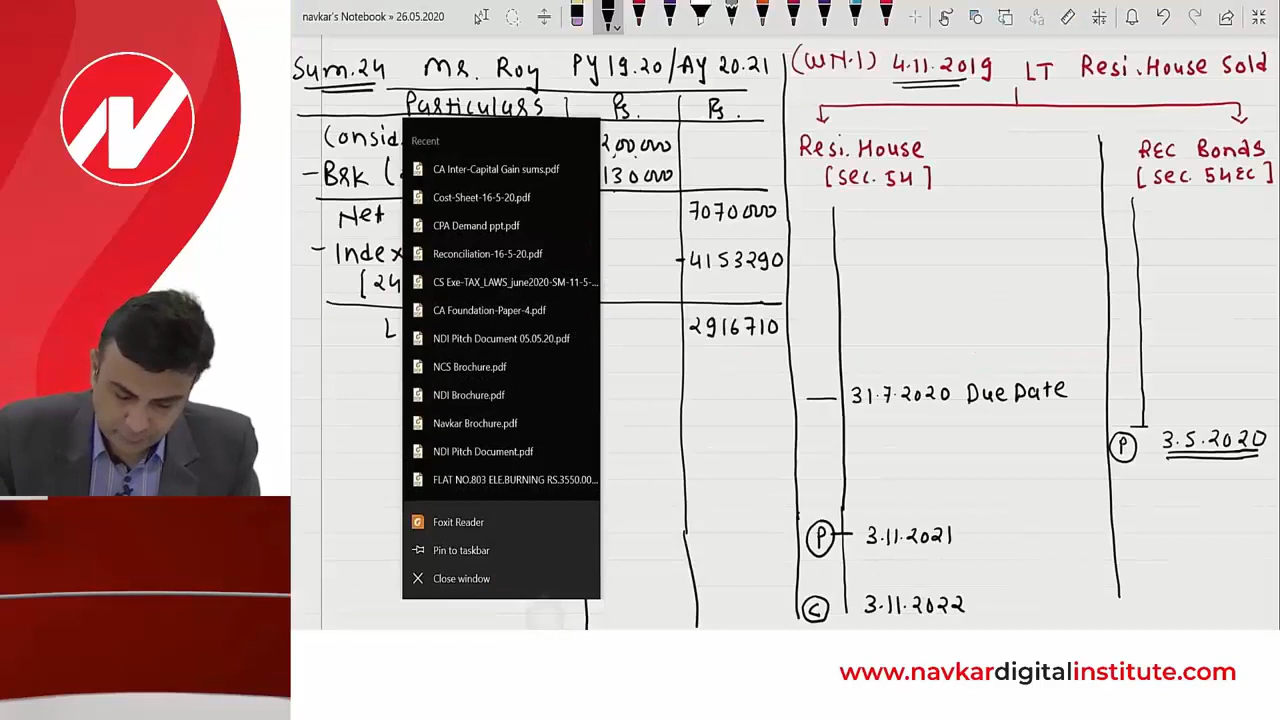 navkar's Notebook » 26.05.2020
Sum.24 Mr. Roy PY 19.20/AY 20.21
Particulars Rs. Rs.
(Consid 2,00,000
- Brk ( 130000
Net 7070000
- Index -4153290
[24
L 2916710
Recent
CA Inter-Capital Gain sums.pdf
Cost-Sheet-16-5-20.pdf
CPA Demand ppt.pdf
Reconciliation-16-5-20.pdf
CS Exe-TAX_LAWS_june2020-SM-11-5-...
CA Foundation-Paper-4.pdf
NDI Pitch Document 05.05.20.pdf
NCS Brochure.pdf
NDI Brochure.pdf
Navkar Brochure.pdf
NDI Pitch Document.pdf
FLAT NO.803 ELE.BURNING RS.3550.00...
Foxit Reader
Pin to taskbar
Close window
(WN.1) 4.11.2019 LT Resi.House Sold
Resi.House
[Sec.54]
REC Bonds
[Sec.54EC]
31.7.2020 Due Date
P 3.5.2020
P 3.11.2021
C 3.11.2022
www.navkardigitalinstitute.com